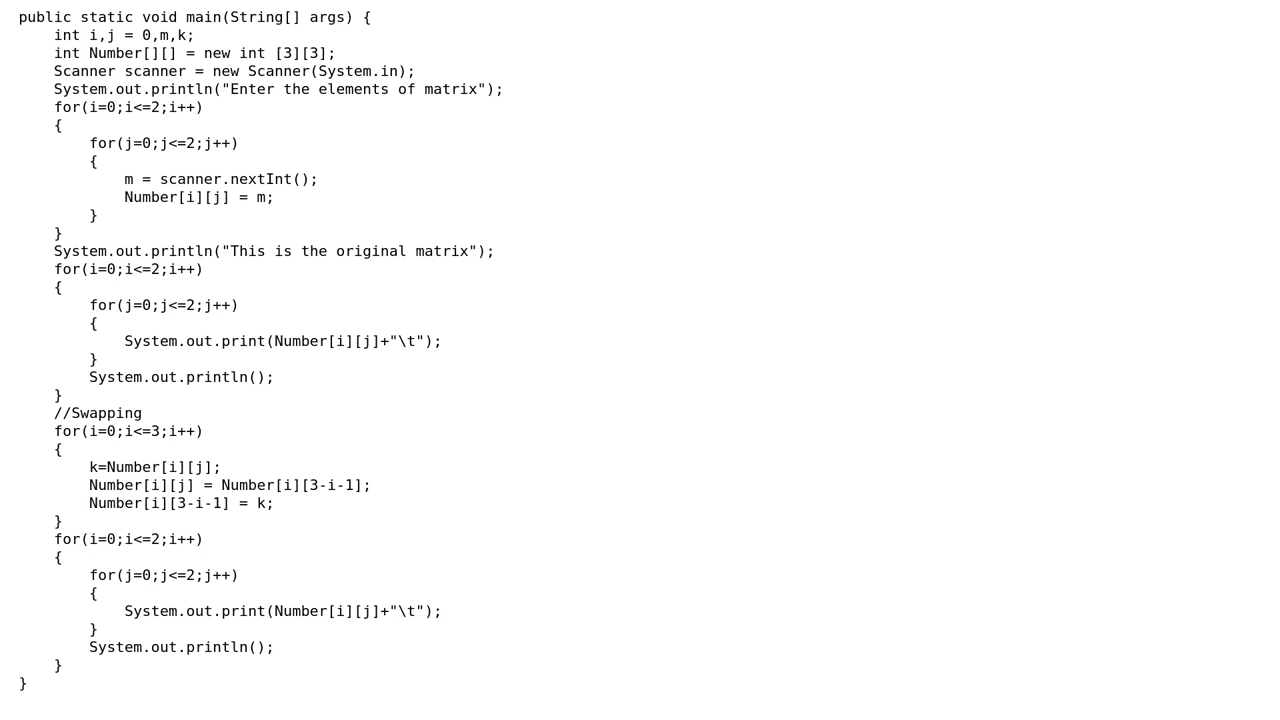 public static void main(String[] args) {
    int i,j = 0,m,k;
    int Number[][] = new int [3][3];
    Scanner scanner = new Scanner(System.in);
    System.out.println("Enter the elements of matrix");
    for(i=0;i<=2;i++)
    {
        for(j=0;j<=2;j++)
        {
            m = scanner.nextInt();
            Number[i][j] = m;
        }
    }
    System.out.println("This is the original matrix");
    for(i=0;i<=2;i++)
    {
        for(j=0;j<=2;j++)
        {
            System.out.print(Number[i][j]+"\t");
        }
        System.out.println();
    }
    //Swapping
    for(i=0;i<=3;i++)
    {
        k=Number[i][j];
        Number[i][j] = Number[i][3-i-1];
        Number[i][3-i-1] = k;
    }
    for(i=0;i<=2;i++)
    {
        for(j=0;j<=2;j++)
        {
            System.out.print(Number[i][j]+"\t");
        }
        System.out.println();
    }
}